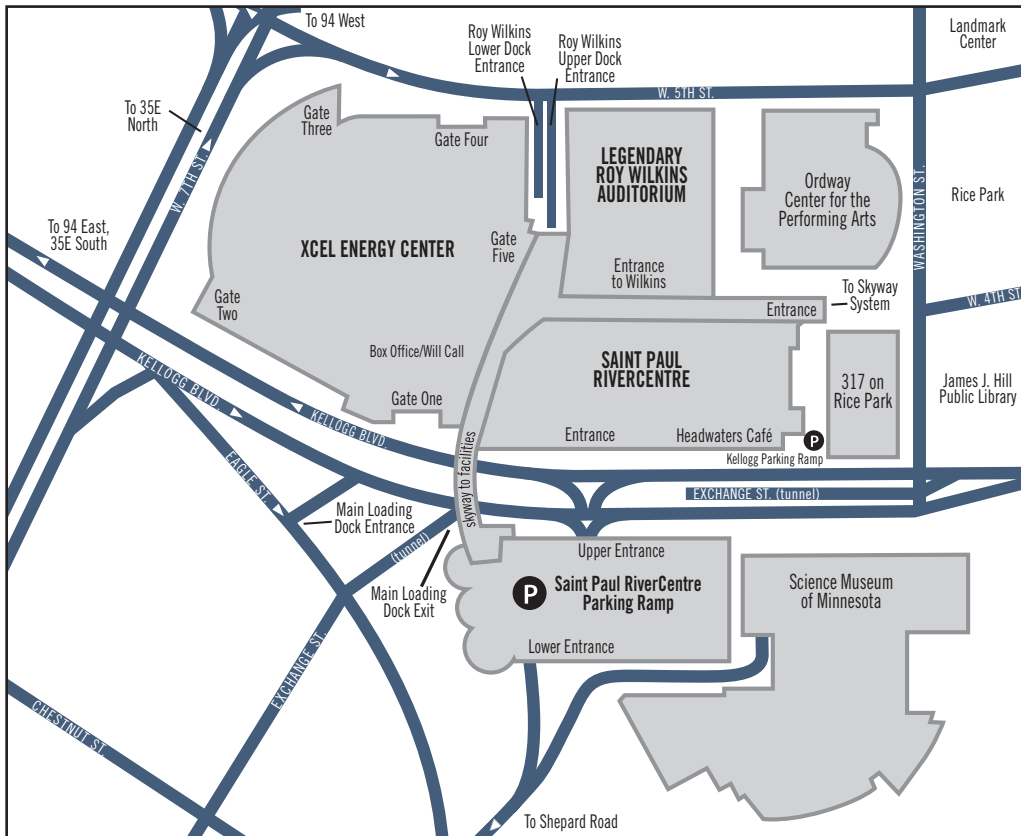 To 94 West
Roy Wilkins
Lower Dock
Entrance
Roy Wilkins
Upper Dock
Entrance
Landmark
Center
W. 5TH ST.
To 35E
North
W. 7TH ST.
Gate
Three
Gate Four
LEGENDARY
ROY WILKINS
AUDITORIUM
Ordway
Center for the
Performing Arts
WASHINGTON ST.
Rice Park
To 94 East,
35E South
XCEL ENERGY CENTER
Gate
Five
Entrance
to Wilkins
To Skyway
System
Gate
Two
Entrance
W. 4TH ST.
Box Office/Will Call
SAINT PAUL
RIVERCENTRE
317 on
Rice Park
James J. Hill
Public Library
KELLOGG BLVD.
Gate One
KELLOGG BLVD.
Entrance
Headwaters Café
P
Kellogg Parking Ramp
skyway to facilities
EAGLE ST.
EXCHANGE ST. (tunnel)
Main Loading
Dock Entrance
(tunnel)
Upper Entrance
Main Loading
Dock Exit
P
Saint Paul RiverCentre
Parking Ramp
Science Museum
of Minnesota
Lower Entrance
EXCHANGE ST.
CHESTNUT ST.
To Shepard Road